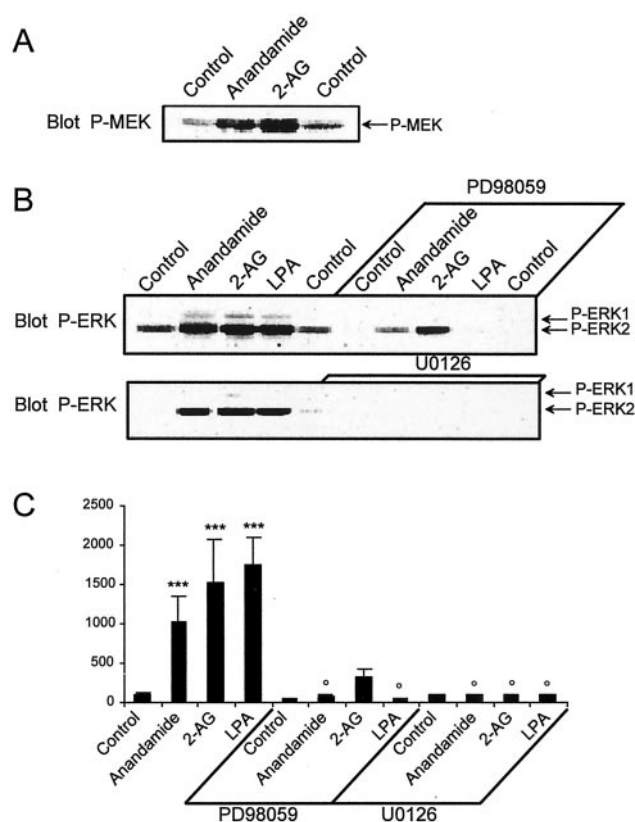 A
Control Anandamide 2-AG Control
Blot P-MEK
P-MEK
B
PD98059
Control Anandamide 2-AG LPA Control Control Anandamide 2-AG LPA Control
Blot P-ERK
P-ERK1
P-ERK2
U0126
Blot P-ERK
P-ERK1
P-ERK2
C
2500
2000
1500
1000
500
0
*** *** ***
° ° ° ° °
Control Anandamide 2-AG LPA Control Anandamide 2-AG LPA Control Anandamide 2-AG LPA
PD98059 U0126